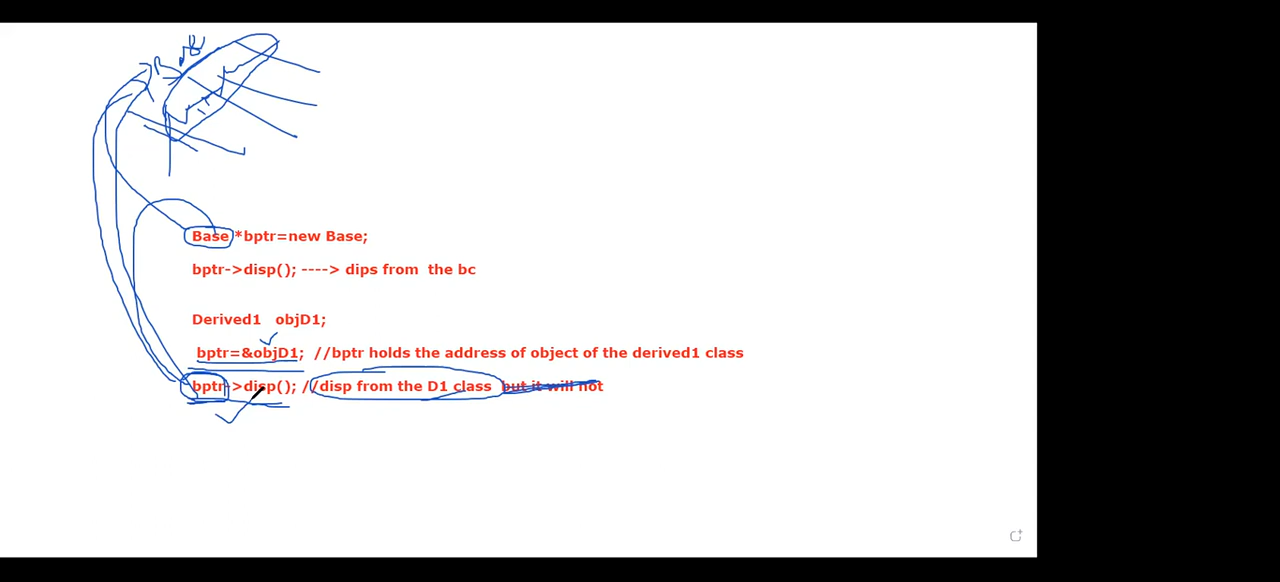 B
Base *bptr=new Base;
bptr->disp(); ----> dips from the bc
Derived1 objD1;
bptr=&objD1; //bptr holds the address of object of the derived1 class
bptr->disp(); //disp from the D1 class but it will not